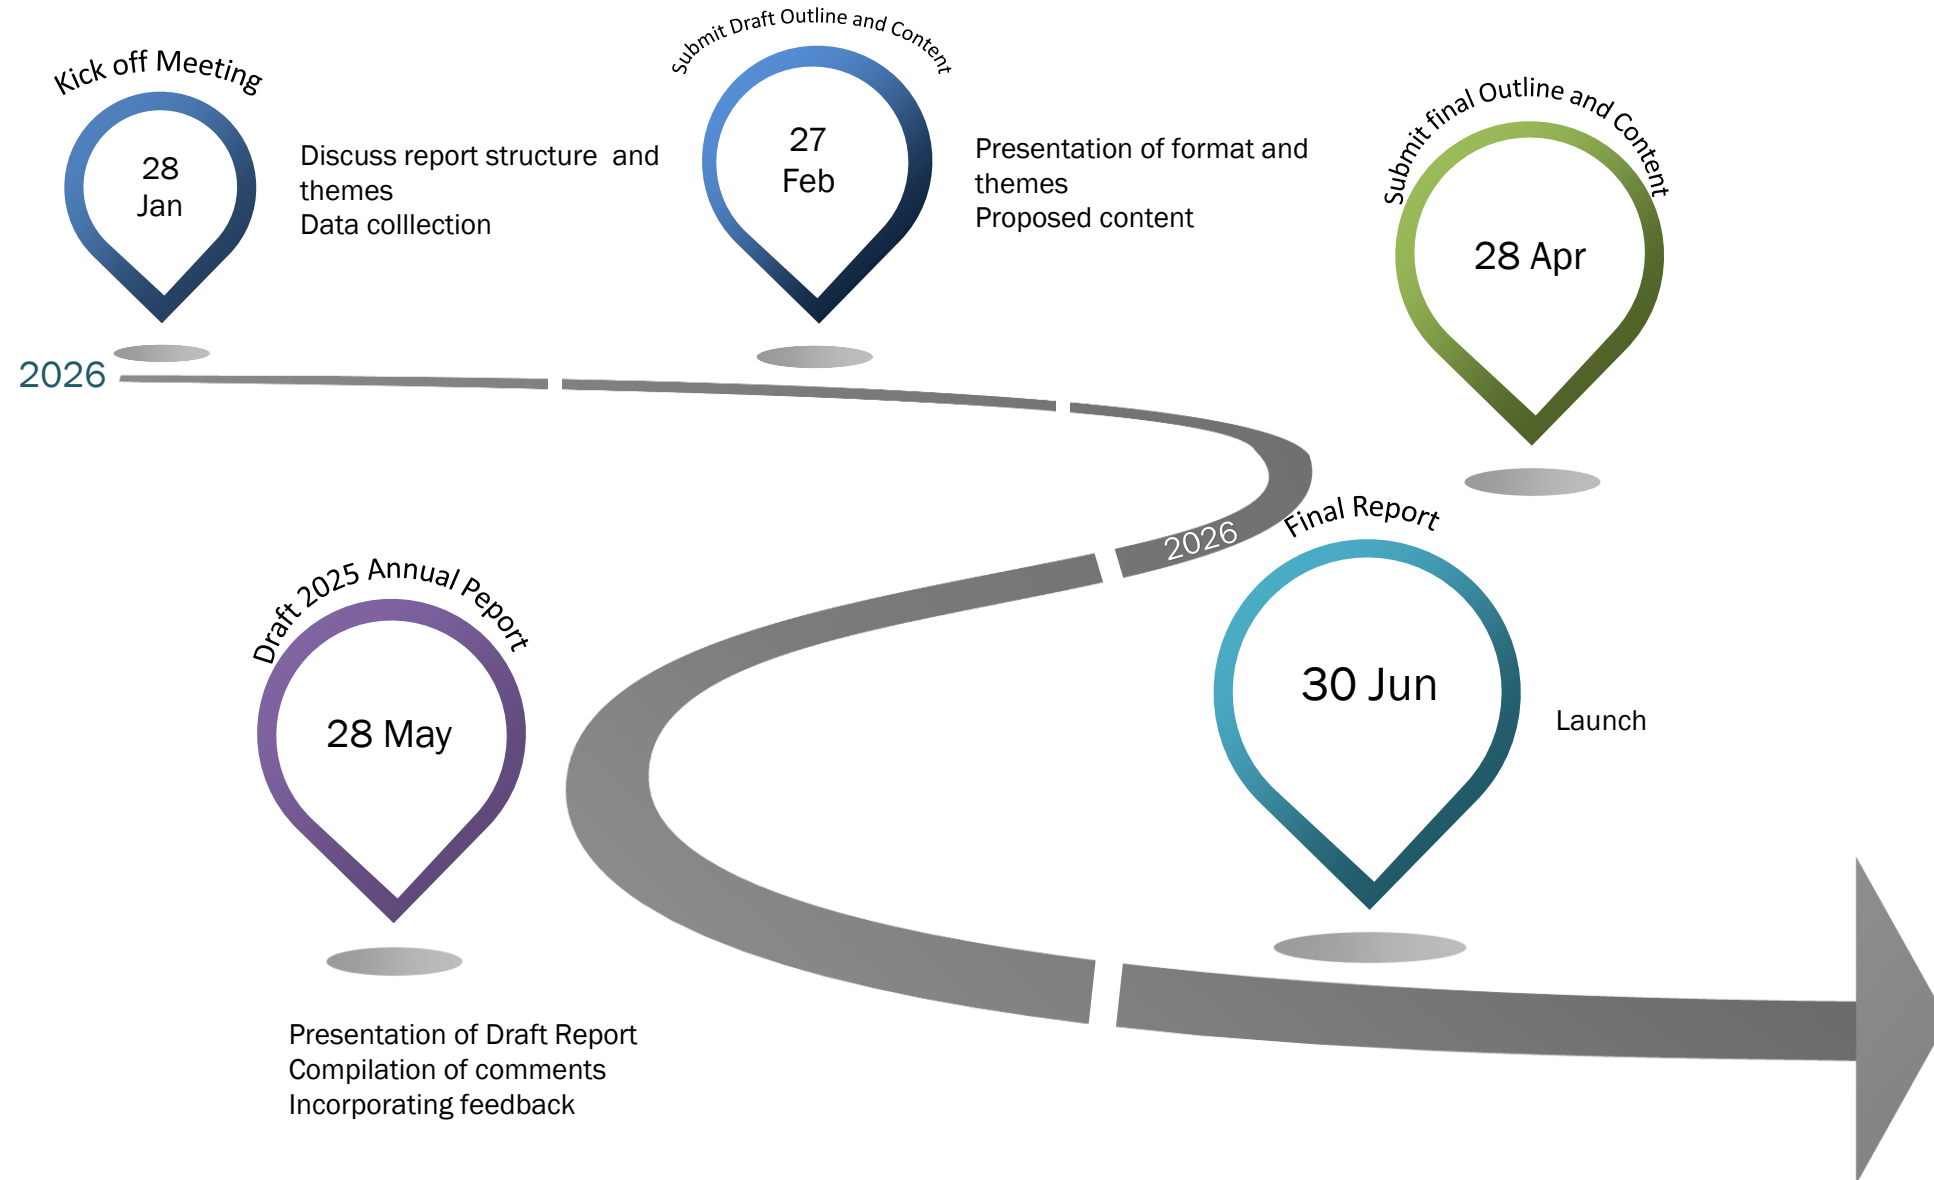 Kick off Meeting
28
Jan
Discuss report structure  and
themes
Data colllection
Submit Draft Outline and Content
27
Feb
Presentation of format and
themes
Proposed content
Submit final Outline and Content
28 Apr
2026
2026
Final Report
30 Jun
Launch
Draft 2025 Annual Peport
28 May
Presentation of Draft Report
Compilation of comments
Incorporating feedback